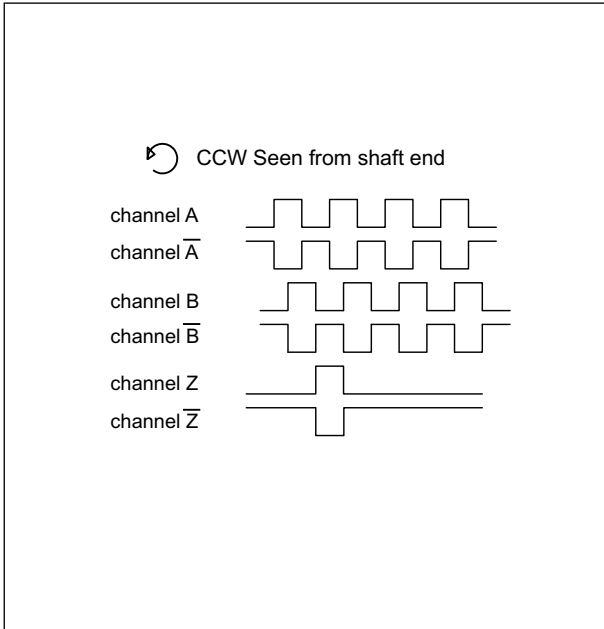 CCW Seen from shaft end
channel A
channel A̅
channel B
channel B̅
channel Z
channel Z̅